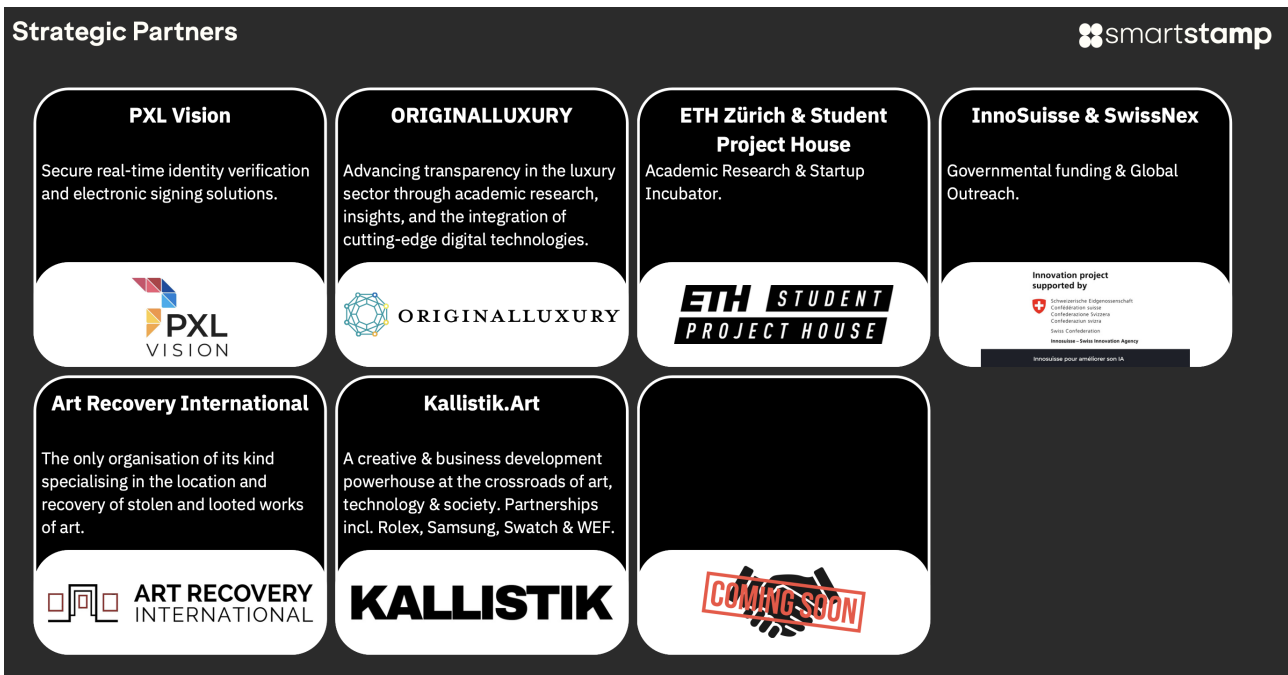 Strategic Partners
smartstamp
PXL Vision
Secure real-time identity verification
and electronic signing solutions.
PXL
VISION
ORIGINALLUXURY
Advancing transparency in the luxury
sector through academic research,
insights, and the integration of
cutting-edge digital technologies.
ORIGINALLUXURY
ETH Zürich & Student
Project House
Academic Research & Startup
Incubator.
ETH STUDENT
PROJECT HOUSE
InnoSuisse & SwissNex
Governmental funding & Global
Outreach.
Innovation project
supported by
Schweizerische Eidgenossenschaft
Confédération suisse
Confederazione Svizzera
Confederaziun svizra
Swiss Confederation
Innosuisse – Swiss Innovation Agency
Innosuisse pour améliorer son IA
Art Recovery International
The only organisation of its kind
specialising in the location and
recovery of stolen and looted works
of art.
ART RECOVERY
INTERNATIONAL
Kallistik.Art
A creative & business development
powerhouse at the crossroads of art,
technology & society. Partnerships
incl. Rolex, Samsung, Swatch & WEF.
KALLISTIK
COMING SOON